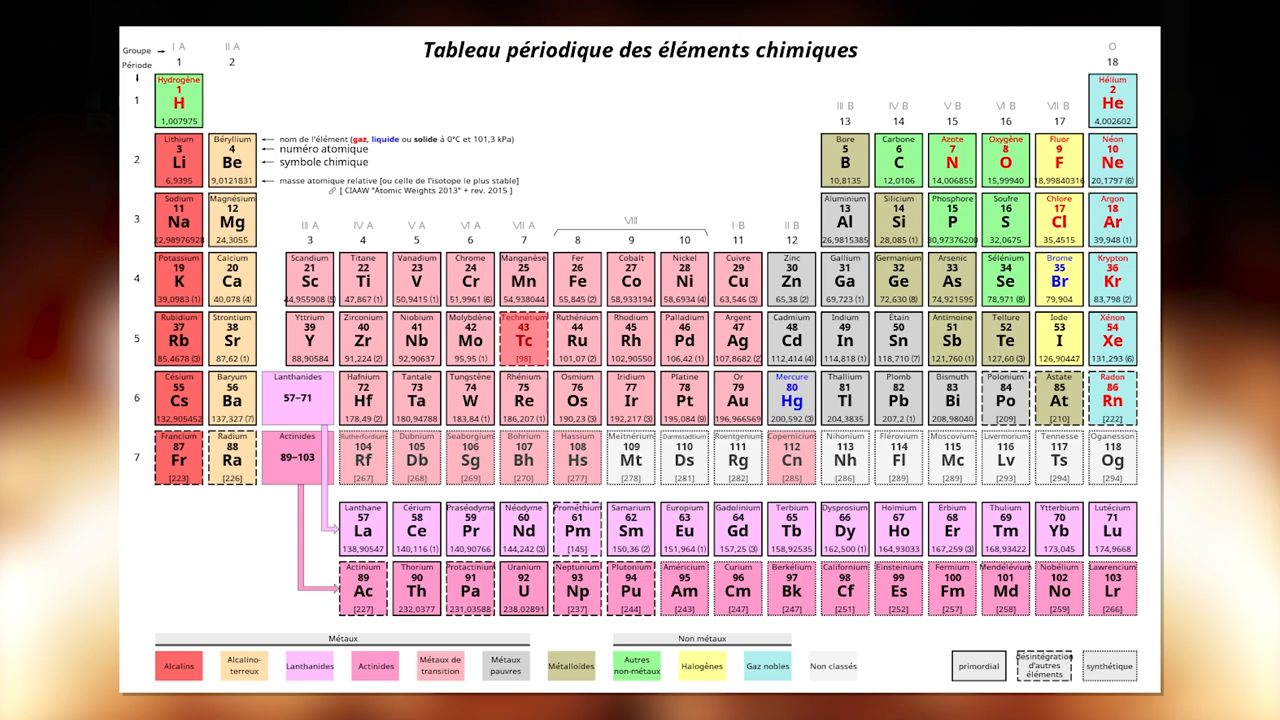 Tableau périodique des éléments chimiques
Groupe I A II A O
Période 1 2 18
1
Hydrogène Hélium
1 2
H He
1,007975 4,002602
III B IV B V B VI B VII B
13 14 15 16 17
2
Lithium Béryllium Bore Carbone Azote Oxygène Fluor Néon
3 4 5 6 7 8 9 10
Li Be B C N O F Ne
6,9395 9,0121831 10,8135 12,0106 14,006855 15,99940 18,99840316 20,1797 (6)
nom de l'élément (gaz, liquide ou solide à 0°C et 101,3 kPa)
numéro atomique
symbole chimique
masse atomique relative [ou celle de l'isotope le plus stable]
[ CIAAW "Atomic Weights 2013" + rev. 2015 ]
3
Sodium Magnésium Aluminium Silicium Phosphore Soufre Chlore Argon
11 12 13 14 15 16 17 18
Na Mg Al Si P S Cl Ar
22,98976928 24,3055 26,9815385 28,085 (1) 30,97376200 32,0675 35,4515 39,948 (1)
III A IV A V A VI A VII A VIII I B II B
3 4 5 6 7 8 9 10 11 12
4
Potassium Calcium Scandium Titane Vanadium Chrome Manganèse Fer Cobalt Nickel Cuivre Zinc Gallium Germanium Arsenic Sélénium Brome Krypton
19 20 21 22 23 24 25 26 27 28 29 30 31 32 33 34 35 36
K Ca Sc Ti V Cr Mn Fe Co Ni Cu Zn Ga Ge As Se Br Kr
39,0983 (1) 40,078 (4) 44,955908 (5) 47,867 (1) 50,9415 (1) 51,9961 (6) 54,938044 55,845 (2) 58,933194 58,6934 (4) 63,546 (3) 65,38 (2) 69,723 (1) 72,630 (8) 74,921595 78,971 (8) 79,904 83,798 (2)
5
Rubidium Strontium Yttrium Zirconium Niobium Molybdène Technétium Ruthénium Rhodium Palladium Argent Cadmium Indium Étain Antimoine Tellure Iode Xénon
37 38 39 40 41 42 43 44 45 46 47 48 49 50 51 52 53 54
Rb Sr Y Zr Nb Mo Tc Ru Rh Pd Ag Cd In Sn Sb Te I Xe
85,4678 (3) 87,62 (1) 88,90584 91,224 (2) 92,90637 95,95 (1) [98] 101,07 (2) 102,90550 106,42 (1) 107,8682 (2) 112,414 (4) 114,818 (1) 118,710 (7) 121,760 (1) 127,60 (3) 126,90447 131,293 (6)
6
Césium Baryum Lanthanides Hafnium Tantale Tungstène Rhénium Osmium Iridium Platine Or Mercure Thallium Plomb Bismuth Polonium Astate Radon
55 56 57–71 72 73 74 75 76 77 78 79 80 81 82 83 84 85 86
Cs Ba Hf Ta W Re Os Ir Pt Au Hg Tl Pb Bi Po At Rn
132,905452 137,327 (7) 178,49 (2) 180,94788 183,84 (1) 186,207 (1) 190,23 (3) 192,217 (3) 195,084 (9) 196,966569 200,592 (3) 204,3835 207,2 (1) 208,98040 [209] [210] [222]
7
Francium Radium Actinides Rutherfordium Dubnium Seaborgium Bohrium Hassium Meitnérium Darmstadtium Roentgenium Copernicium Nihonium Flérovium Moscovium Livermorium Tennesse Oganesson
87 88 89–103 104 105 106 107 108 109 110 111 112 113 114 115 116 117 118
Fr Ra Rf Db Sg Bh Hs Mt Ds Rg Cn Nh Fl Mc Lv Ts Og
[223] [226] [267] [268] [269] [270] [277] [278] [281] [282] [285] [286] [289] [289] [293] [294] [294]
Lanthane Cérium Praséodyme Néodyme Prométhium Samarium Europium Gadolinium Terbium Dysprosium Holmium Erbium Thulium Ytterbium Lutécium
57 58 59 60 61 62 63 64 65 66 67 68 69 70 71
La Ce Pr Nd Pm Sm Eu Gd Tb Dy Ho Er Tm Yb Lu
138,90547 140,116 (1) 140,90766 144,242 (3) [145] 150,36 (2) 151,964 (1) 157,25 (3) 158,92535 162,500 (1) 164,93033 167,259 (3) 168,93422 173,045 174,9668
Actinium Thorium Protactinium Uranium Neptunium Plutonium Américium Curium Berkélium Californium Einsteinium Fermium Mendélévium Nobélium Lawrencium
89 90 91 92 93 94 95 96 97 98 99 100 101 102 103
Ac Th Pa U Np Pu Am Cm Bk Cf Es Fm Md No Lr
[227] 232,0377 231,03588 238,02891 [237] [244] [243] [247] [247] [251] [252] [257] [258] [259] [266]
Métaux Non métaux
Alcalins Alcalino-terreux Lanthanides Actinides Métaux de transition Métaux pauvres Métalloïdes Autres non-métaux Halogènes Gaz nobles Non classés primordial désintégration d'autres éléments synthétique